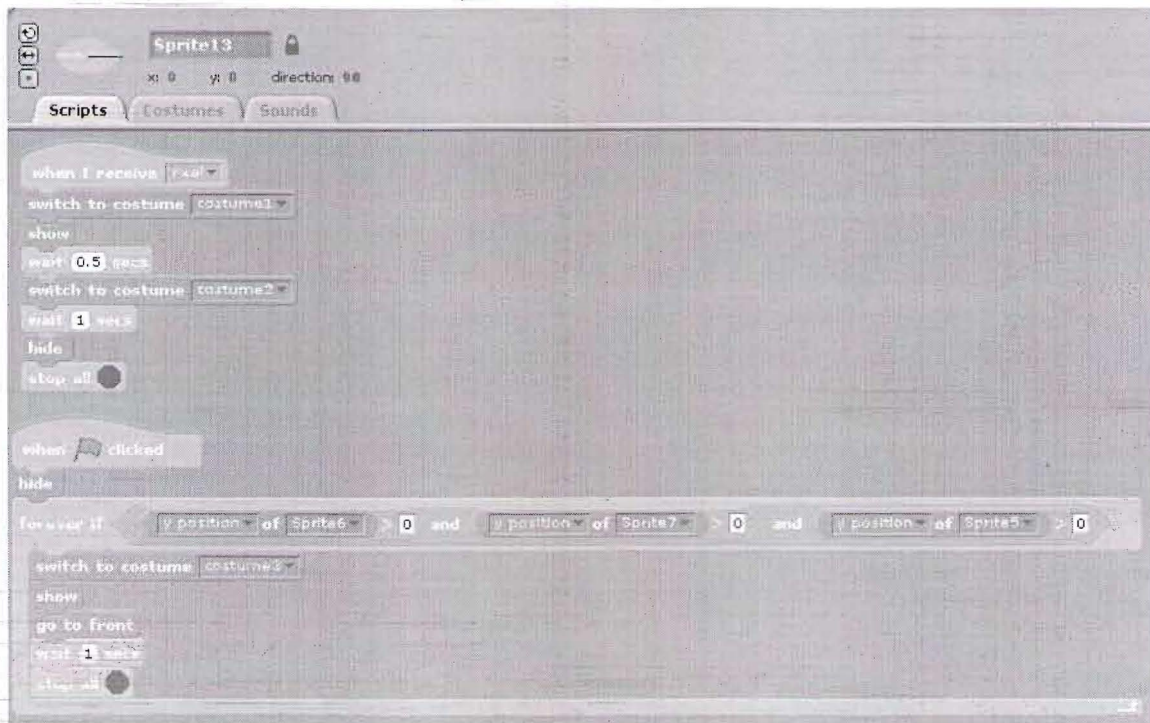 Sprite13
x: 0 y: 0 direction: 90
Scripts Costumes Sounds
when I receive
switch to costume costume1
show
wait 0.5 secs
switch to costume costume2
wait 1 secs
hide
stop all
when clicked
hide
forever if y position of Sprite6 > 0 and y position of Sprite7 > 0 and y position of Sprite5 > 0
switch to costume costume3
show
go to front
wait 1 secs
stop all